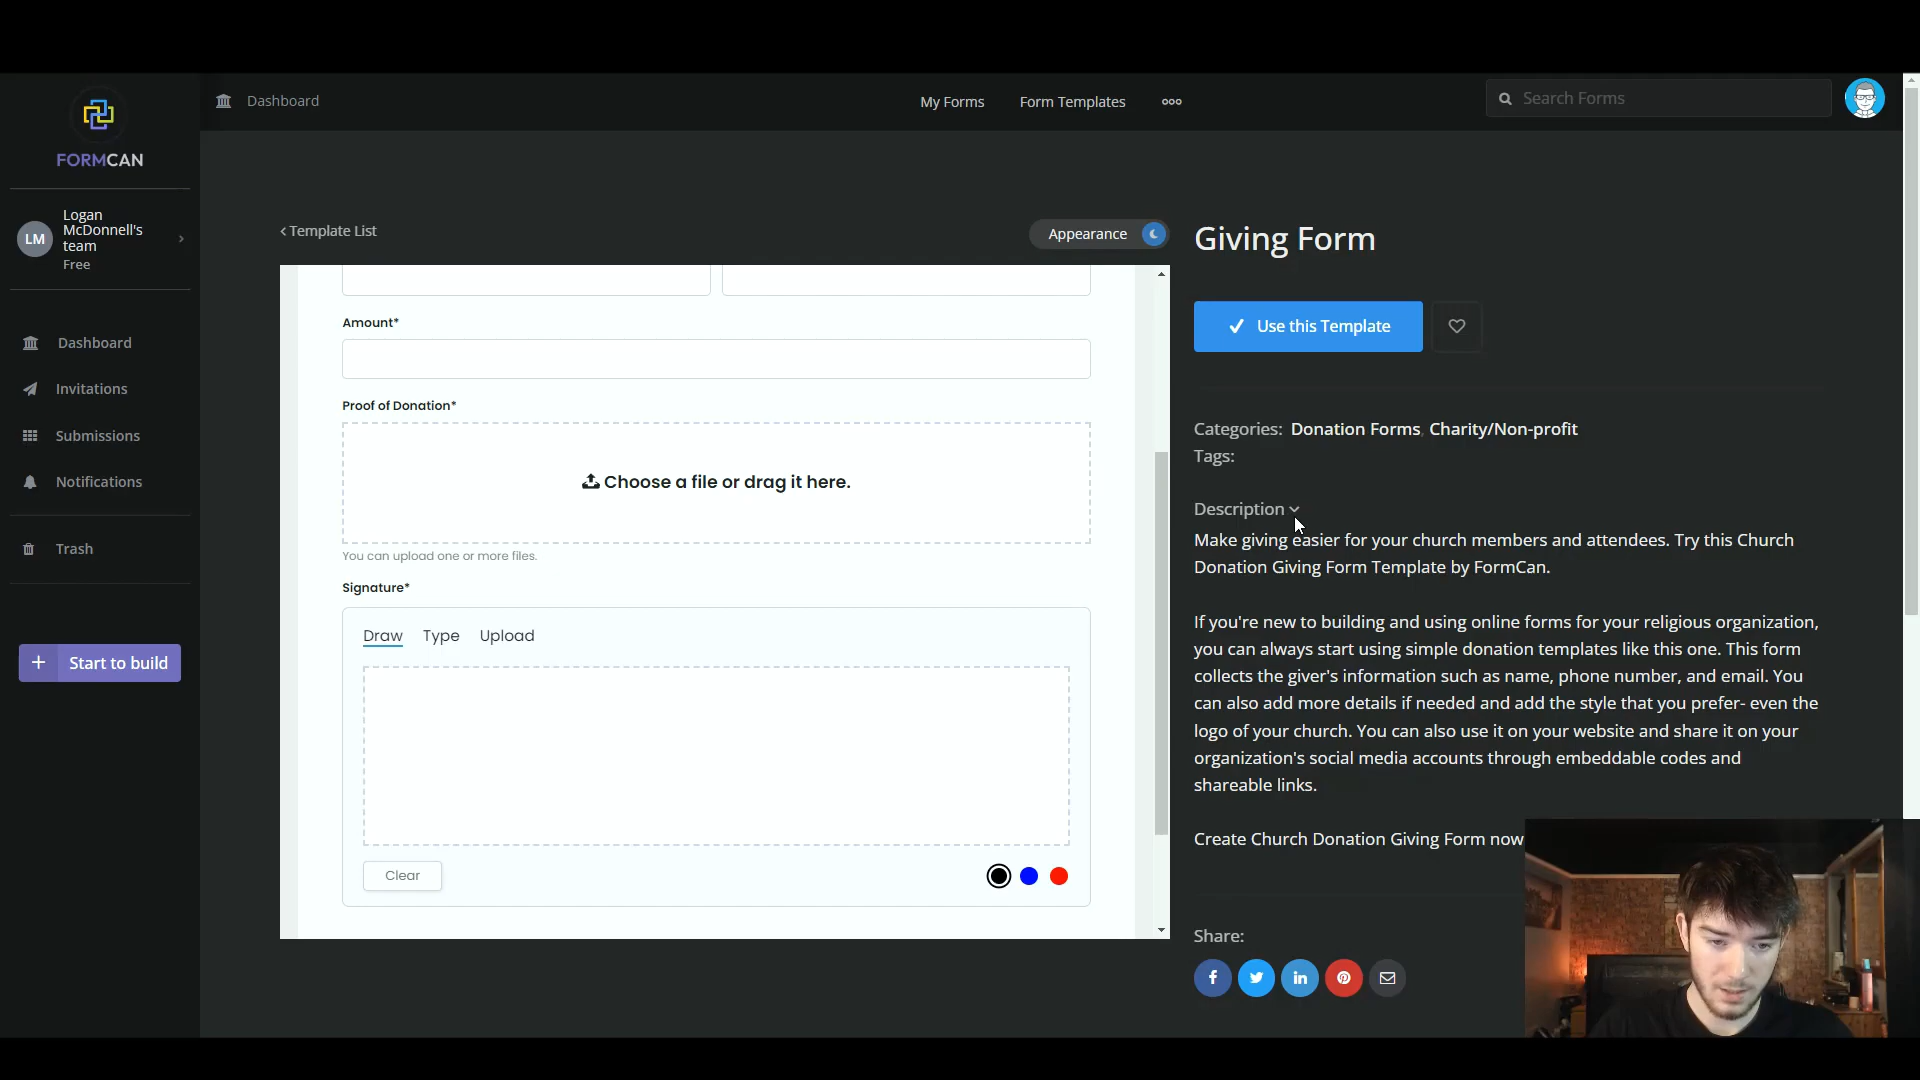 Dashboard
My Forms
Form Templates
Search Forms
FORMCAN
LM
Logan
McDonnell's
team
Free
Dashboard
Invitations
Submissions
Notifications
Trash
+ Start to build
< Template List
Appearance
Amount*
Proof of Donation*
Choose a file or drag it here.
You can upload one or more files.
Signature*
Draw Type Upload
Clear
Giving Form
Use this Template
Categories: Donation Forms, Charity/Non-profit
Tags:
Description
Make giving easier for your church members and attendees. Try this Church
Donation Giving Form Template by FormCan.
If you're new to building and using online forms for your religious organization,
you can always start using simple donation templates like this one. This form
collects the giver's information such as name, phone number, and email. You
can also add more details if needed and add the style that you prefer- even the
logo of your church. You can also use it on your website and share it on your
organization's social media accounts through embeddable codes and
shareable links.
Create Church Donation Giving Form now
Share: